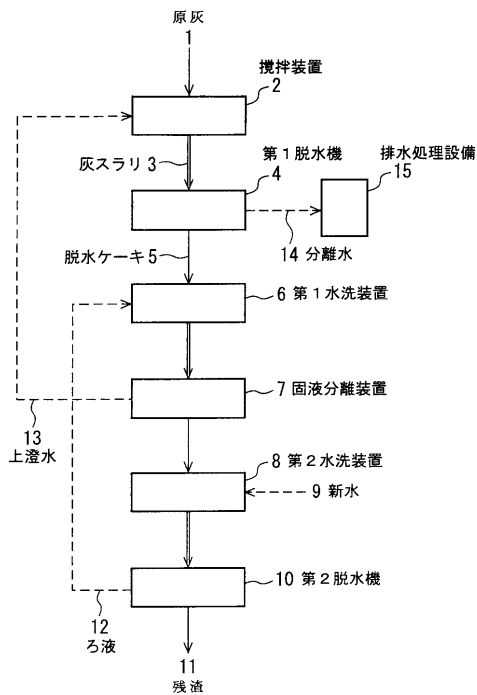 原灰
1
攪拌装置
2
灰スラリ 3
第1脱水機
4
排水処理設備
15
14 分離水
脱水ケーキ 5
6 第1水洗装置
7 固液分離装置
13
上澄水
8 第2水洗装置
9 新水
10 第2脱水機
12
ろ液
11
残渣